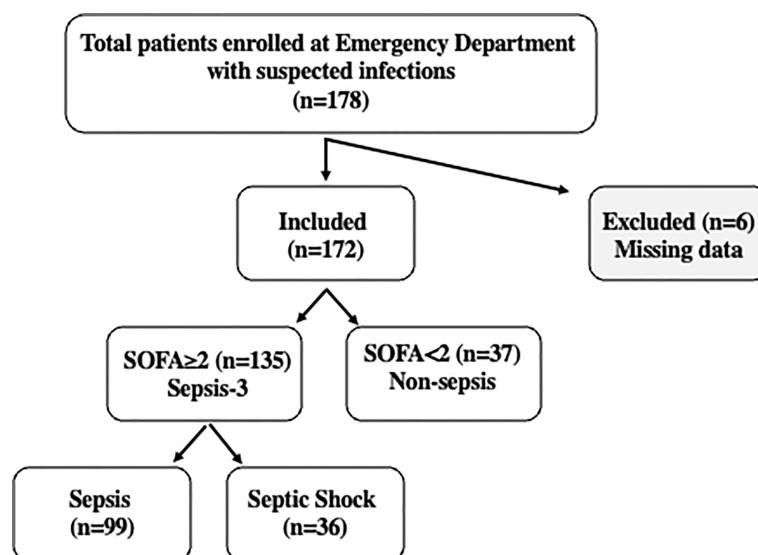 Total patients enrolled at Emergency Department
with suspected infections
(n=178)
Included
(n=172)
Excluded (n=6)
Missing data
SOFA≥2 (n=135)
Sepsis-3
SOFA<2 (n=37)
Non-sepsis
Sepsis
(n=99)
Septic Shock
(n=36)